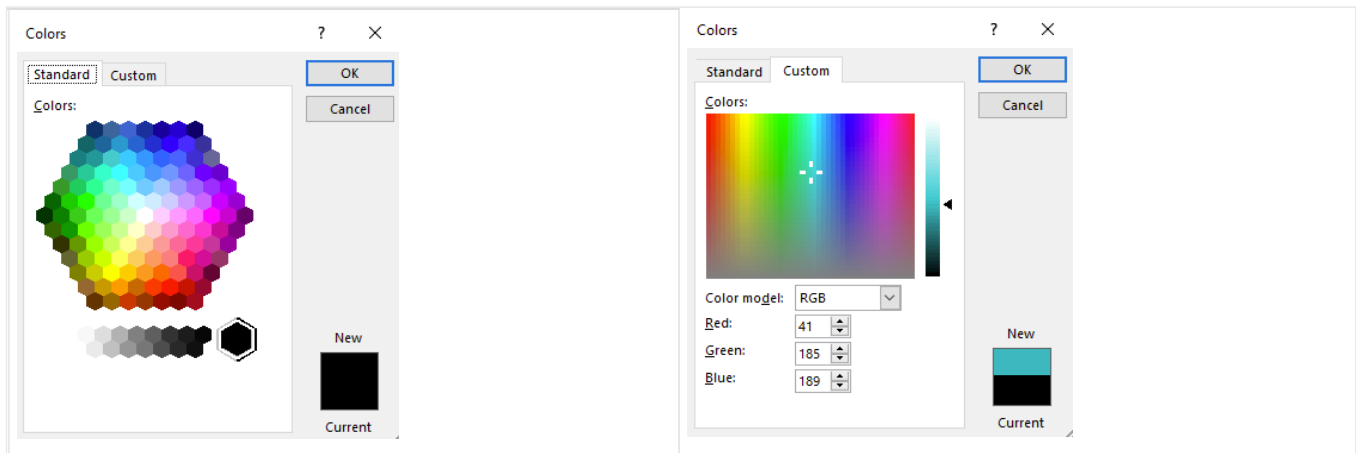 Colors ?
Standard Custom
OK
Colors:
Cancel
New
Current
Colors ?
Standard Custom
OK
Colors:
Cancel
Color model: RGB
Red: 41
Green: 185
Blue: 189
New
Current